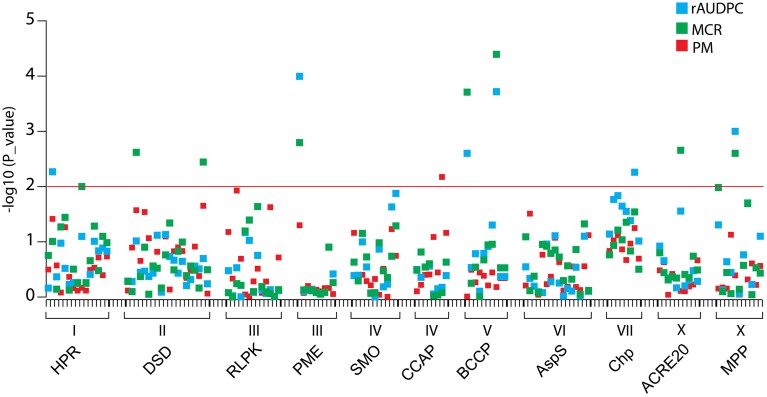 rAUDPC
MCR
PM
-log10 (P_value)
5
4
3
2
1
0
I II III III IV IV V VI VII X X
HPR DSD RLPK PME SMO CCAP BCCP AspS Chp ACRE20 MPP